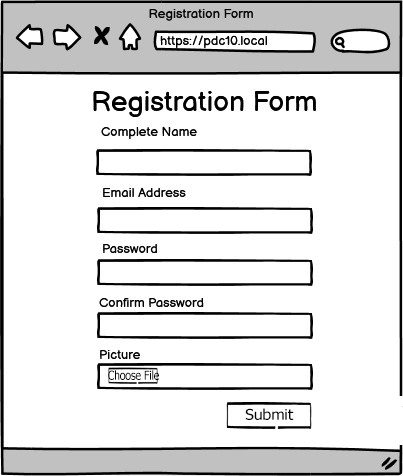 Registration Form
https://pdc10.local
Registration Form
Complete Name
Email Address
Password
Confirm Password
Picture
Choose File
Submit